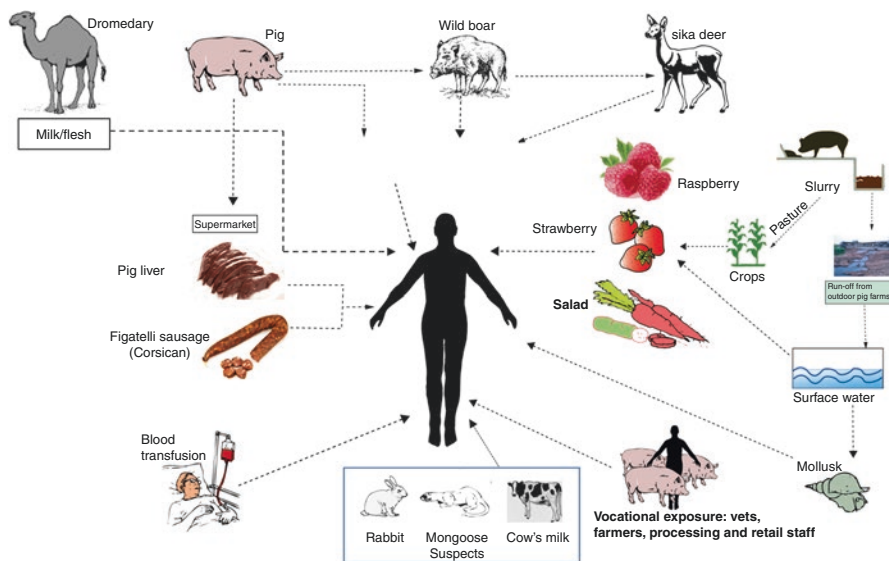 Dromedary
Pig
Wild boar
sika deer
Milk/flesh
Raspberry
Slurry
Pasture
Supermarket
Strawberry
Crops
Pig liver
Run-off from
outdoor pig farms
Salad
Figatelli sausage
(Corsican)
Surface water
Blood
transfusion
Mollusk
Rabbit
Mongoose
Suspects
Cow's milk
Vocational exposure: vets,
farmers, processing and retail staff